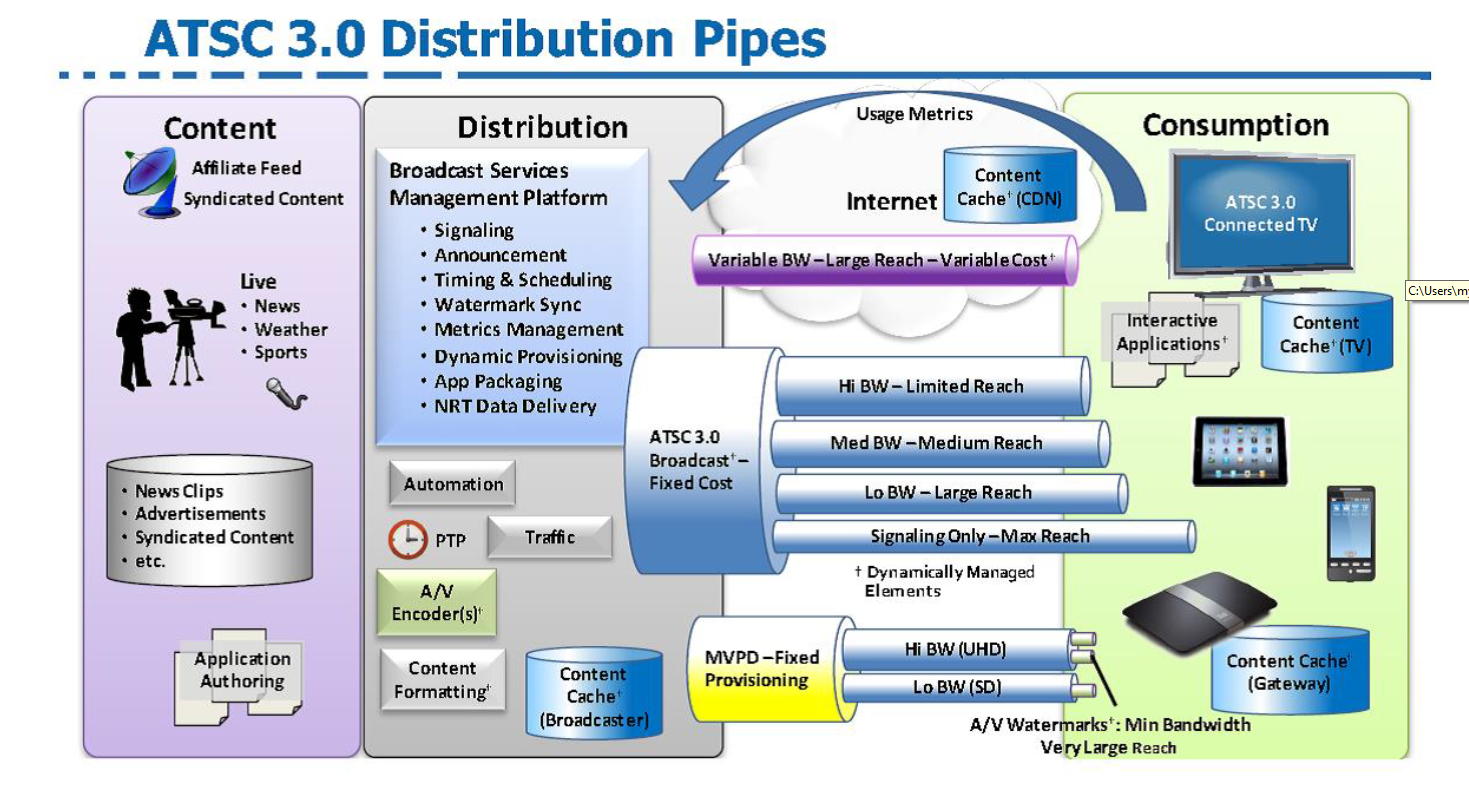 ATSC 3.0 Distribution Pipes
Content
Affiliate Feed
Syndicated Content
Live
• News
• Weather
• Sports
• News Clips
• Advertisements
• Syndicated Content
• etc.
Application
Authoring
Distribution
Broadcast Services
Management Platform
• Signaling
• Announcement
• Timing & Scheduling
• Watermark Sync
• Metrics Management
• Dynamic Provisioning
• App Packaging
• NRT Data Delivery
Automation
PTP
Traffic
A/V
Encoder(s)†
Content
Formatting†
Content
Cache†
(Broadcaster)
Usage Metrics
Internet
Content
Cache† (CDN)
Variable BW – Large Reach – Variable Cost†
ATSC 3.0
Broadcast† –
Fixed Cost
Hi BW – Limited Reach
Med BW – Medium Reach
Lo BW – Large Reach
Signaling Only – Max Reach
† Dynamically Managed
Elements
MVPD – Fixed
Provisioning
Hi BW (UHD)
Lo BW (SD)
A/V Watermarks†: Min Bandwidth
Very Large Reach
Consumption
ATSC 3.0
Connected TV
Interactive
Applications†
Content
Cache† (TV)
Content Cache†
(Gateway)
C:\Users\my